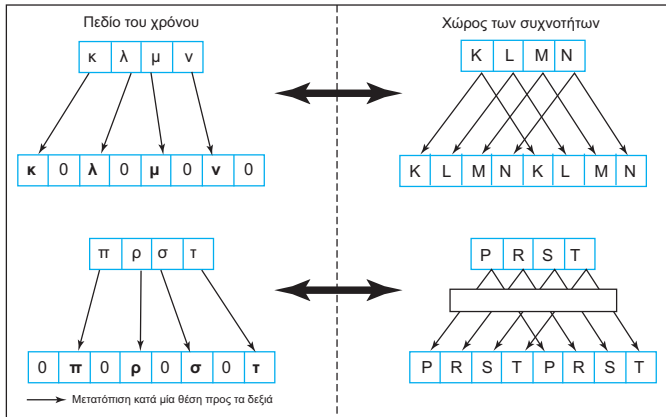 Πεδίο του χρόνου
Χώρος των συχνοτήτων
κ λ μ ν
K L M N
κ 0 λ 0 μ 0 ν 0
K L M N K L M N
π ρ σ τ
P R S T
0 π 0 ρ 0 σ 0 τ
P R S T P R S T
Μετατόπιση κατά μία θέση προς τα δεξιά